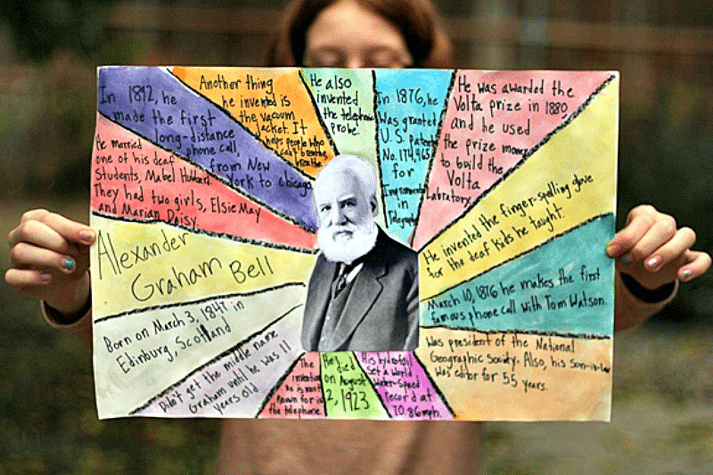 In 1892, he
made the first
long-distance
phone call
from New
York to Chicago
Another thing
he invented is
the vacuum
jacket. It
helps people who
can't breathe,
breathe.
He also
invented
the telephone
probe.
In 1876, he
was granted
U.S. Patent
No. 174,465
for
Improvement
in
Telegraphy
He was awarded the
Volta prize in 1880
and he used
the prize money
to build the
Volta
Labratory.
He invented the finger-spelling glove
for the deaf kids he taught.
March 10, 1876 he makes the first
famous phone call with Tom Watson.
Was president of the National
Geographic Society. Also, his son-in-law
was editor for 55 years.
His hydrofoil
set a world
water-speed
record at
70.86 mph.
He died
on August
2, 1923
The
invention
he is most
known for is
the telephone.
Didn't get the middle name
Graham until he was 11
years old
Born on March 3, 1847 in
Edinburg, Scotland
Alexander
Graham Bell
He married
one of his deaf
students, Mabel Hubbard.
They had two girls, Elsie May
and Marian Daisy.